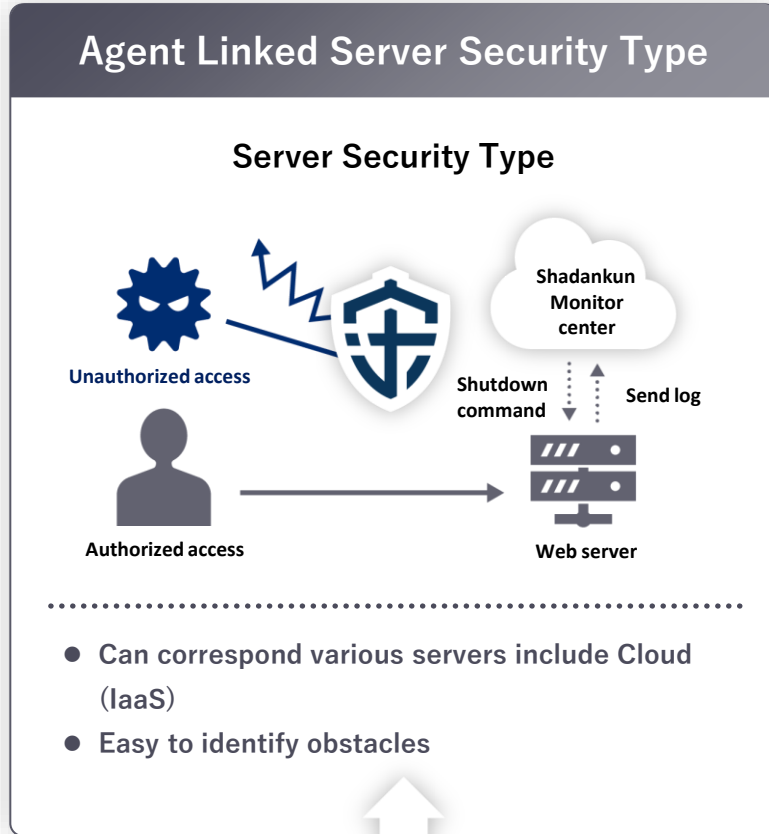 Agent Linked Server Security Type
Server Security Type
Shadankun
Monitor
center
Unauthorized access
Shutdown
command
Send log
Authorized access
Web server
● Can correspond various servers include Cloud
(IaaS)
● Easy to identify obstacles